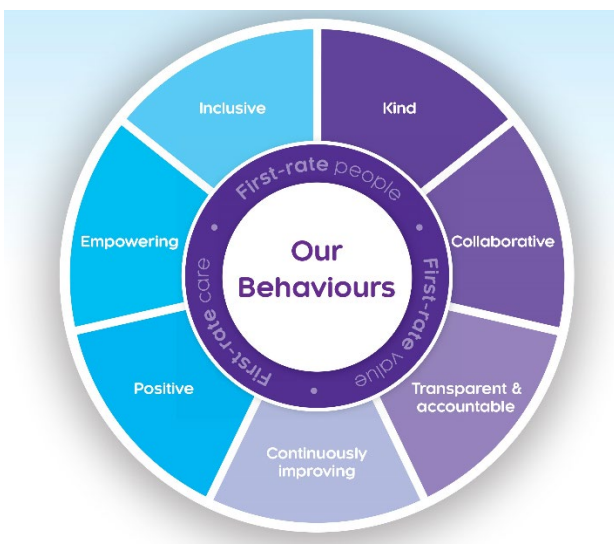 Inclusive
Kind
Empowering
Collaborative
Positive
Transparent &
accountable
Continuously
improving
First-rate people
First-rate value
First-rate care
Our
Behaviours